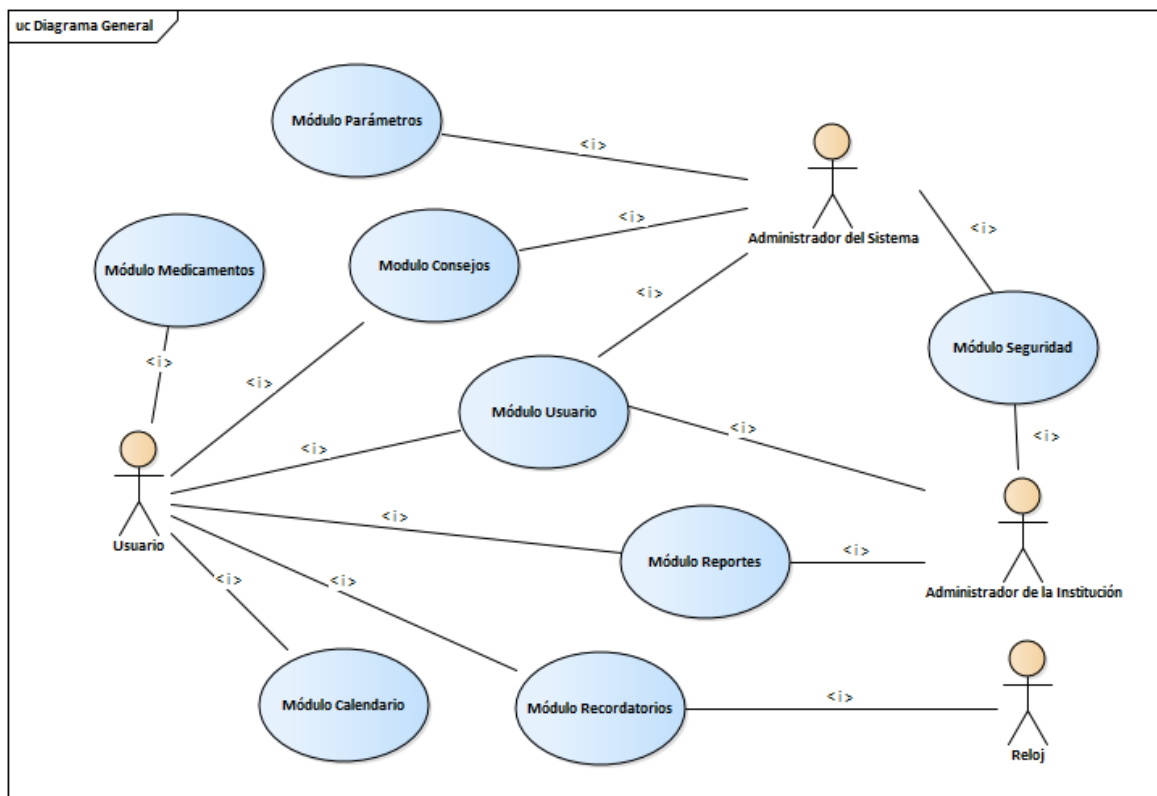 uc Diagrama General
Módulo Parámetros
<i>
Administrador del Sistema
<i>
<i>
Módulo Medicamentos
Modulo Consejos
<i>
Módulo Seguridad
<i>
<i>
Módulo Usuario
<i>
<i>
<i>
Usuario
<i>
Módulo Reportes
<i>
Administrador de la Institución
<i>
<i>
Módulo Calendario
Módulo Recordatorios
<i>
Reloj